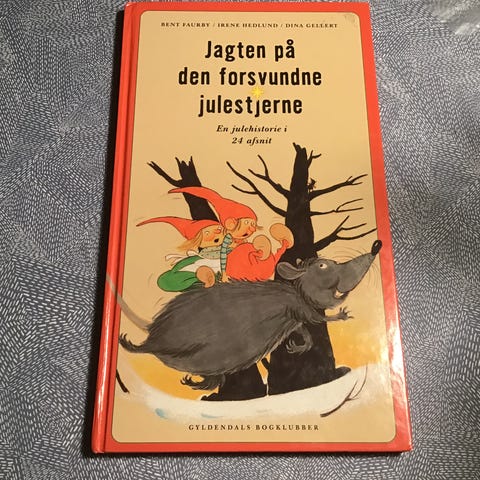 BENT FAURBY / IRENE HEDLUND / DINA GELLERT
Jagten på
den forsvundne
julestjerne
En julehistorie i
24 afsnit
GYLDENDALS BOGKLUBBER